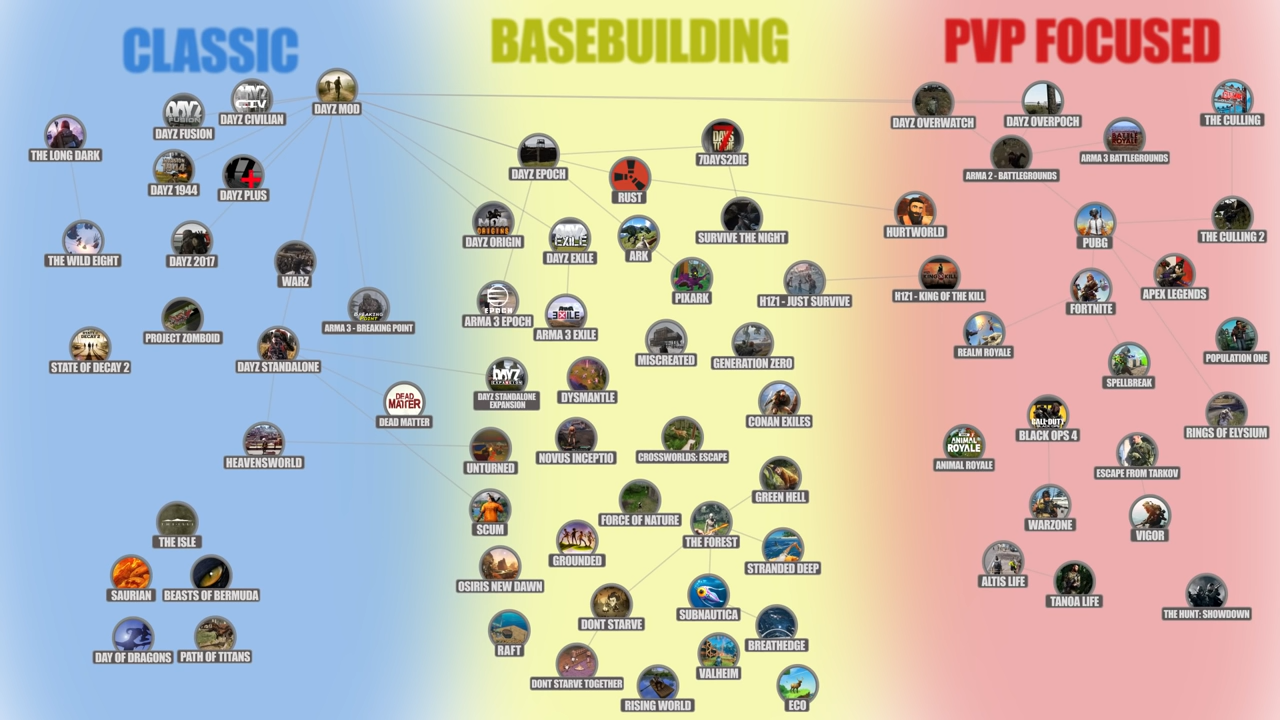 CLASSIC
BASEBUILDING
PVP FOCUSED
DAYZ MOD
DAYZ CIVILIAN
DAYZ FUSION
THE LONG DARK
DAYZ 1944
DAYZ PLUS
THE WILD EIGHT
DAYZ 2017
WARZ
ARMA 3 - BREAKING POINT
PROJECT ZOMBOID
STATE OF DECAY 2
DAYZ STANDALONE
DEAD MATTER
HEAVENSWORLD
THE ISLE
SAURIAN
BEASTS OF BERMUDA
DAY OF DRAGONS
PATH OF TITANS
DAYZ EPOCH
7DAYS2DIE
RUST
DAYZ ORIGIN
DAYZ EXILE
ARK
SURVIVE THE NIGHT
PIXARK
H1Z1 - JUST SURVIVE
ARMA 3 EPOCH
ARMA 3 EXILE
MISCREATED
GENERATION ZERO
DAYZ STANDALONE
EXPANSION
DYSMANTLE
CONAN EXILES
UNTURNED
NOVUS INCEPTIO
CROSSWORLDS: ESCAPE
GREEN HELL
SCUM
FORCE OF NATURE
THE FOREST
GROUNDED
STRANDED DEEP
OSIRIS NEW DAWN
DONT STARVE
SUBNAUTICA
BREATHEDGE
RAFT
VALHEIM
DONT STARVE TOGETHER
RISING WORLD
ECO
DAYZ OVERWATCH
DAYZ OVERPOCH
THE CULLING
ARMA 2 - BATTLEGROUNDS
ARMA 3 BATTLEGROUNDS
HURTWORLD
PUBG
THE CULLING 2
H1Z1 - KING OF THE KILL
APEX LEGENDS
FORTNITE
REALM ROYALE
POPULATION ONE
SPELLBREAK
BLACK OPS 4
RINGS OF ELYSIUM
ANIMAL ROYALE
ESCAPE FROM TARKOV
WARZONE
VIGOR
ALTIS LIFE
TANOA LIFE
THE HUNT: SHOWDOWN